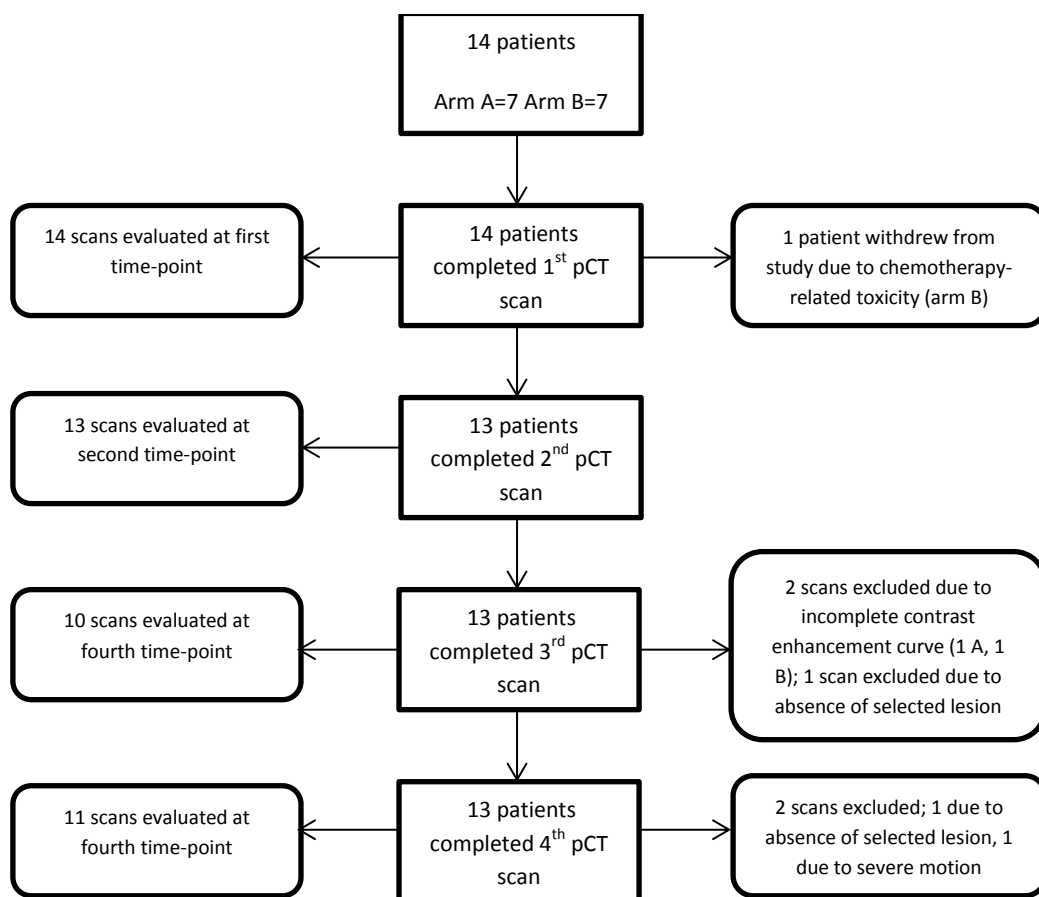 14 patients
Arm A=7 Arm B=7
14 scans evaluated at first
time-point
14 patients
completed 1st pCT
scan
1 patient withdrew from
study due to chemotherapy-
related toxicity (arm B)
13 scans evaluated at
second time-point
13 patients
completed 2nd pCT
scan
10 scans evaluated at
fourth time-point
13 patients
completed 3rd pCT
scan
2 scans excluded due to
incomplete contrast
enhancement curve (1 A, 1
B); 1 scan excluded due to
absence of selected lesion
11 scans evaluated at
fourth time-point
13 patients
completed 4th pCT
scan
2 scans excluded; 1 due to
absence of selected lesion, 1
due to severe motion